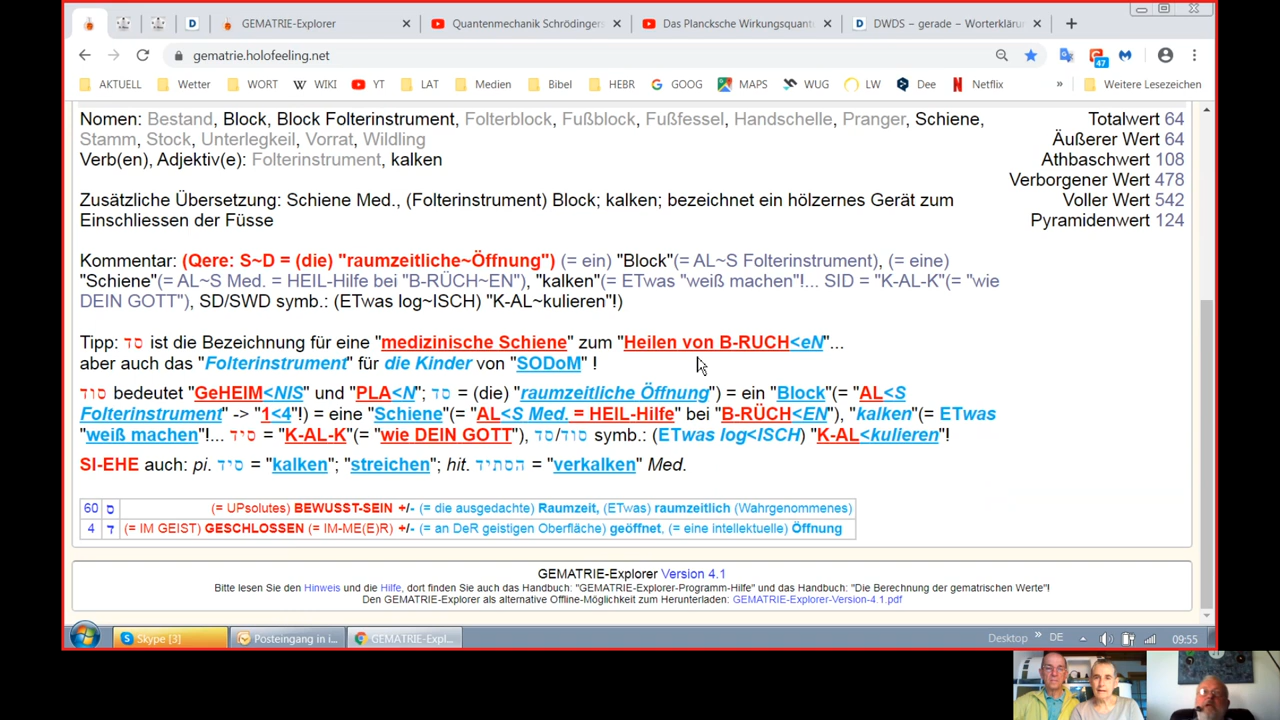 GEMATRIE-Explorer
Quantenmechanik Schrödingers
Das Plancksche Wirkungsquant
DWDS – gerade – Worterklärun
gematrie.holofeeling.net
47
AKTUELL Wetter WORT WIKI YT LAT Medien Bibel HEBR GOOG MAPS WUG LW Dee Netflix » Weitere Lesezeichen
Nomen: Bestand, Block, Block Folterinstrument, Folterblock, Fußblock, Fußfessel, Handschelle, Pranger, Schiene,
Stamm, Stock, Unterlegkeil, Vorrat, Wildling
Verb(en), Adjektiv(e): Folterinstrument, kalken
Totalwert 64
Äußerer Wert 64
Athbaschwert 108
Verborgener Wert 478
Voller Wert 542
Pyramidenwert 124
Zusätzliche Übersetzung: Schiene Med., (Folterinstrument) Block; kalken; bezeichnet ein hölzernes Gerät zum
Einschliessen der Füsse
Kommentar: (Qere: S~D = (die) "raumzeitliche~Öffnung") (= ein) "Block"(= AL~S Folterinstrument), (= eine)
"Schiene"(= AL~S Med. = HEIL-Hilfe bei "B-RÜCH~EN), "kalken"(= ETwas "weiß machen"!... SID = "K-AL-K"(= "wie
DEIN GOTT"), SD/SWD symb.: (ETwas log~ISCH) "K-AL~kulieren"!)
Tipp: סד ist die Bezeichnung für eine "medizinische Schiene" zum "Heilen von B-RUCH<eN"...
aber auch das "Folterinstrument" für die Kinder von "SODoM" !
סוד bedeutet "GeHEIM<NIS" und "PLA<N"; סד = (die) "raumzeitliche Öffnung") = ein "Block"(= "AL<S
Folterinstrument" -> "1<4"!) = eine "Schiene"(= "AL<S Med. = HEIL-Hilfe" bei "B-RÜCH<EN"), "kalken"(= ETwas
"weiß machen"!... סיד = "K-AL-K"(= "wie DEIN GOTT"), סוד/סד symb.: (ETwas log<ISCH) "K-AL<kulieren"!
SI-EHE auch: pi. סיד = "kalken"; "streichen"; hit. הסתיד = "verkalken" Med.
60 ס (= UPsolutes) BEWUSST-SEIN +/- (= die ausgedachte) Raumzeit, (ETwas) raumzeitlich (Wahrgenommenes)
4 ד (= IM GEIST) GESCHLOSSEN (= IM-ME(E)R) +/- (= an DeR geistigen Oberfläche) geöffnet, (= eine intellektuelle) Öffnung
GEMATRIE-Explorer Version 4.1
Bitte lesen Sie den Hinweis und die Hilfe, dort finden Sie auch das Handbuch: "GEMATRIE-Explorer-Programm-Hilfe" und das Handbuch: "Die Berechnung der gematrischen Werte"!
Den GEMATRIE-Explorer als alternative Offline-Möglichkeit zum Herunterladen: GEMATRIE-Explorer-Version-4.1.pdf
Skype [3] Posteingang in i... GEMATRIE-Expl... Desktop » DE 09:55